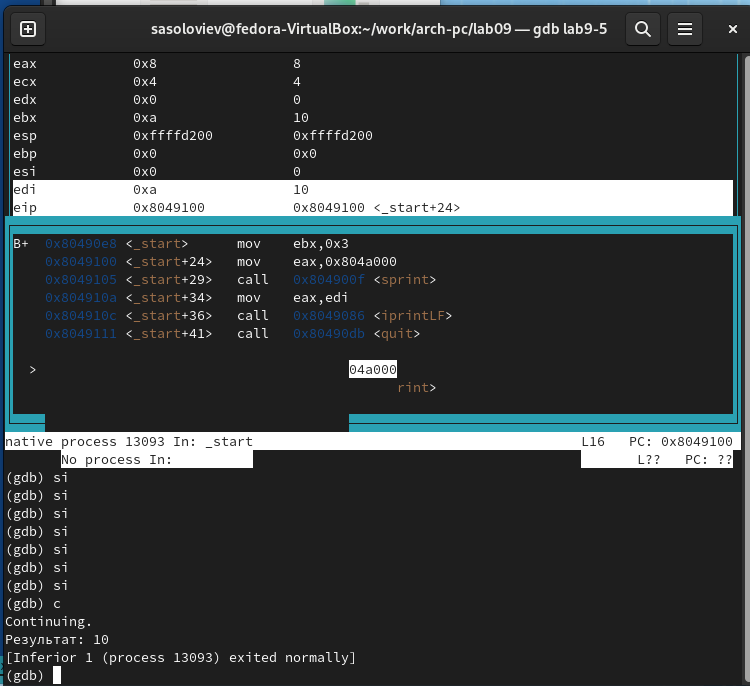 sasoloviev@fedora-VirtualBox:~/work/arch-pc/lab09 — gdb lab9-5
eax 0x8 8
ecx 0x4 4
edx 0x0 0
ebx 0xa 10
esp 0xffffd200 0xffffd200
ebp 0x0 0x0
esi 0x0 0
edi 0xa 10
eip 0x8049100 0x8049100 <_start+24>
B+ 0x80490e8 <_start> mov ebx,0x3
0x8049100 <_start+24> mov eax,0x804a000
0x8049105 <_start+29> call 0x804900f <sprint>
0x804910a <_start+34> mov eax,edi
0x804910c <_start+36> call 0x8049086 <iprintLF>
0x8049111 <_start+41> call 0x80490db <quit>
> 04a000
rint>
native process 13093 In: _start L16 PC: 0x8049100
No process In: L?? PC: ??
(gdb) si
(gdb) si
(gdb) si
(gdb) si
(gdb) si
(gdb) si
(gdb) si
(gdb) c
Continuing.
Результат: 10
[Inferior 1 (process 13093) exited normally]
(gdb)